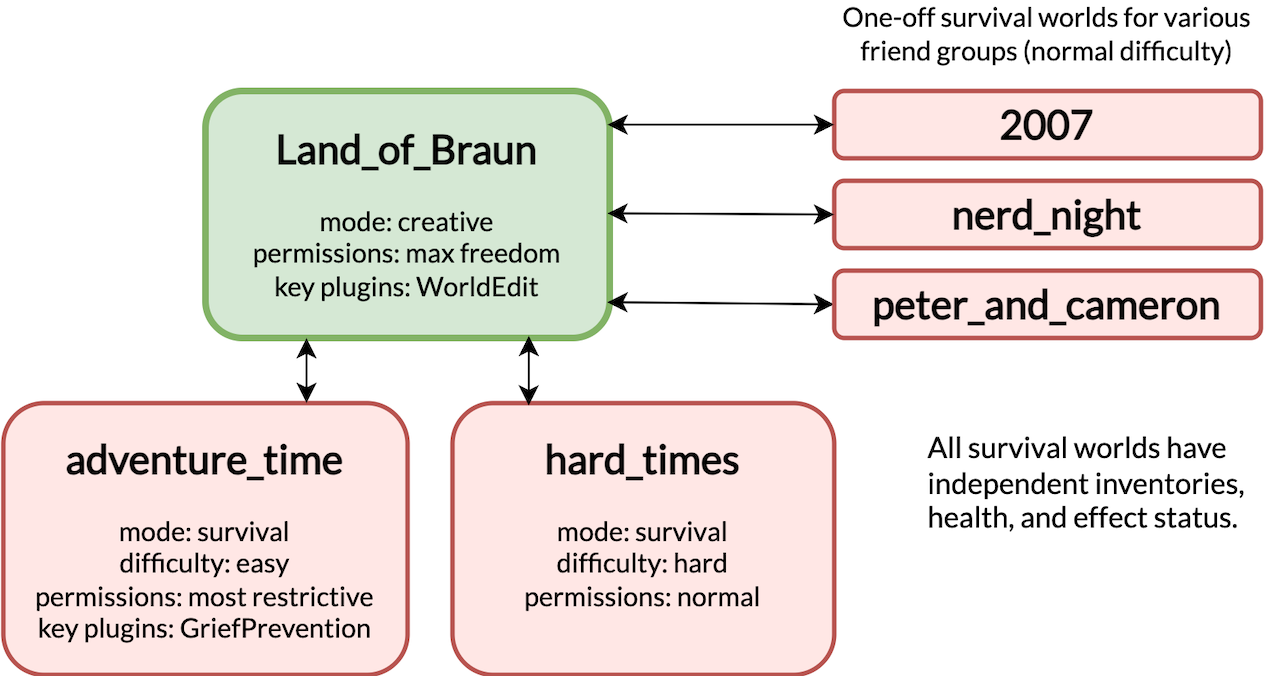 One-off survival worlds for various
friend groups (normal difficulty)
Land_of_Braun
mode: creative
permissions: max freedom
key plugins: WorldEdit
2007
nerd_night
peter_and_cameron
adventure_time
mode: survival
difficulty: easy
permissions: most restrictive
key plugins: GriefPrevention
hard_times
mode: survival
difficulty: hard
permissions: normal
All survival worlds have
independent inventories,
health, and effect status.